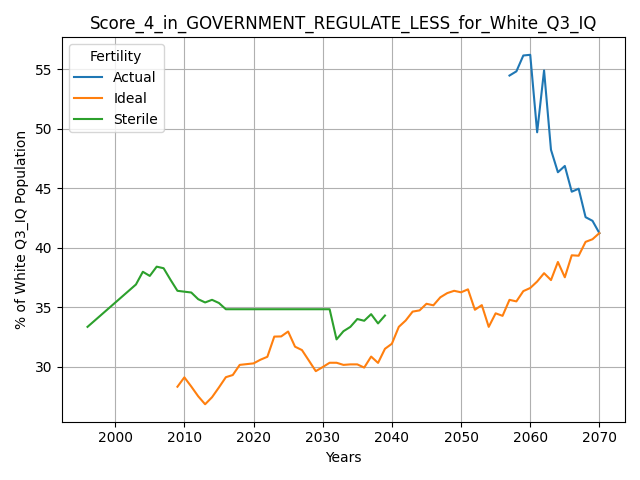 Score_4_in_GOVERNMENT_REGULATE_LESS_for_White_Q3_IQ
Fertility
Actual
Ideal
Sterile
% of White Q3_IQ Population
55
50
45
40
35
30
2000 2010 2020 2030 2040 2050 2060 2070
Years